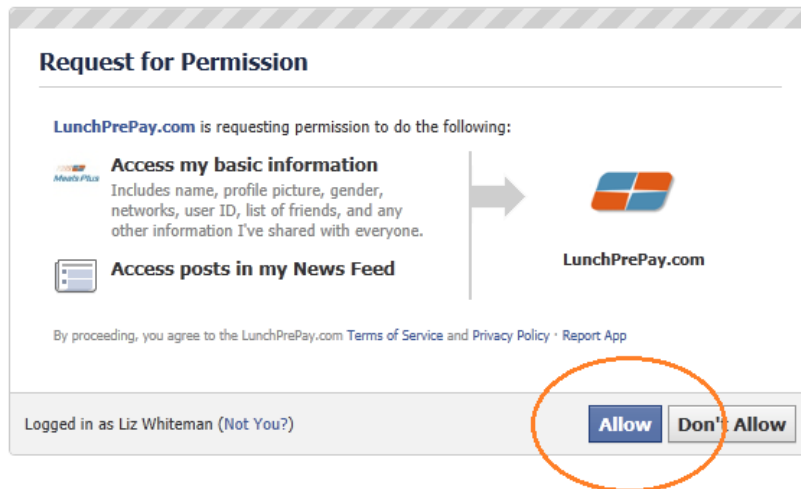 Request for Permission
LunchPrePay.com is requesting permission to do the following:
Meals Plus
Access my basic information
Includes name, profile picture, gender,
networks, user ID, list of friends, and any
other information I've shared with everyone.
Access posts in my News Feed
LunchPrePay.com
By proceeding, you agree to the LunchPrePay.com Terms of Service and Privacy Policy · Report App
Logged in as Liz Whiteman (Not You?)
Allow
Don't Allow